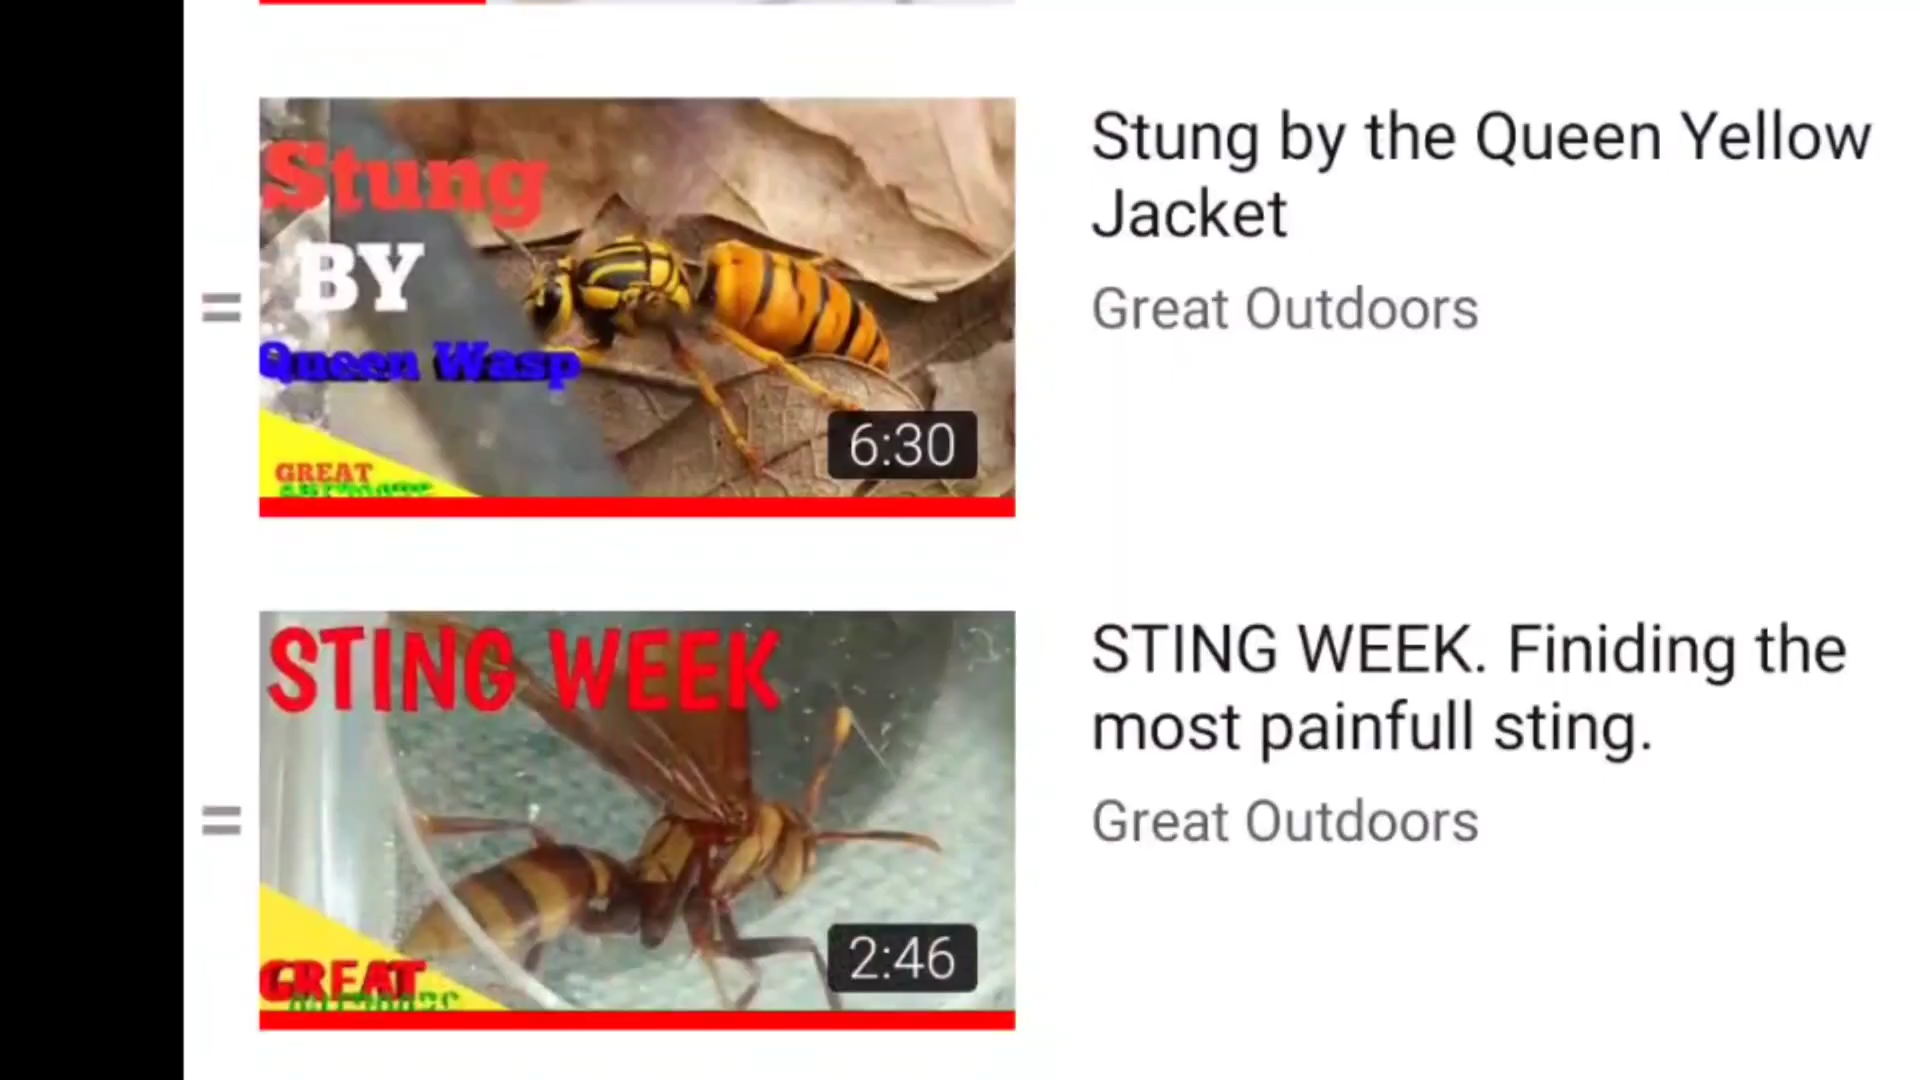 Stung
BY
Queen Wasp
GREAT
6:30
Stung by the Queen Yellow
Jacket
Great Outdoors
STING WEEK
GREAT
2:46
STING WEEK. Finiding the
most painfull sting.
Great Outdoors